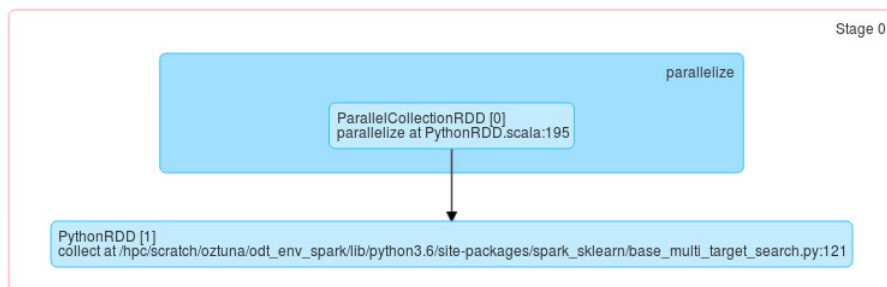 Stage 0
parallelize
ParallelCollectionRDD [0]
parallelize at PythonRDD.scala:195
PythonRDD [1]
collect at /hpc/scratch/oztuna/odt_env_spark/lib/python3.6/site-packages/spark_sklearn/base_multi_target_search.py:121